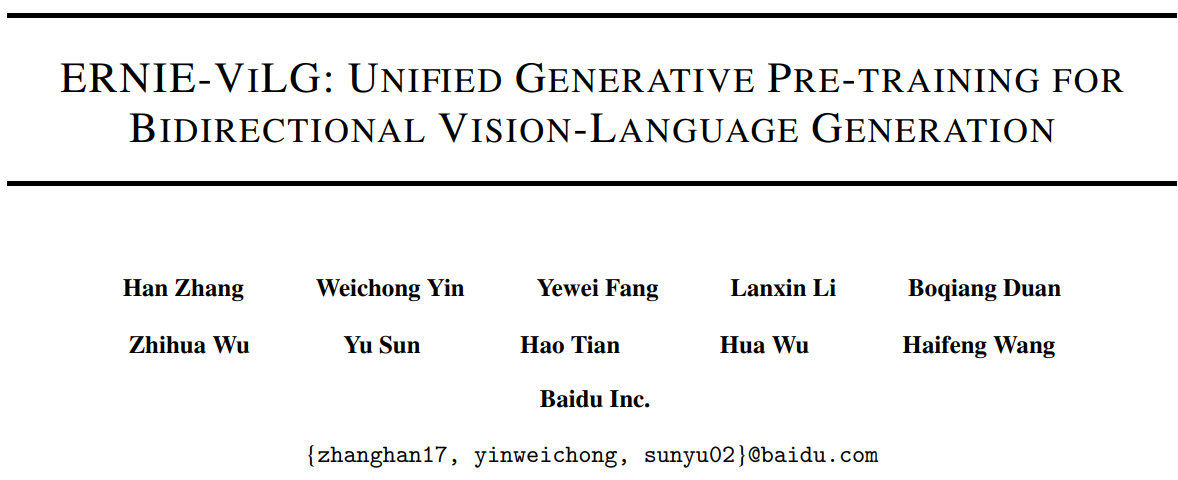 ERNIE-VILG: UNIFIED GENERATIVE PRE-TRAINING FOR
BIDIRECTIONAL VISION-LANGUAGE GENERATION
Han Zhang Weichong Yin Yewei Fang Lanxin Li Boqiang Duan
Zhihua Wu Yu Sun Hao Tian Hua Wu Haifeng Wang
Baidu Inc.
{zhanghan17, yinweichong, sunyu02}@baidu.com